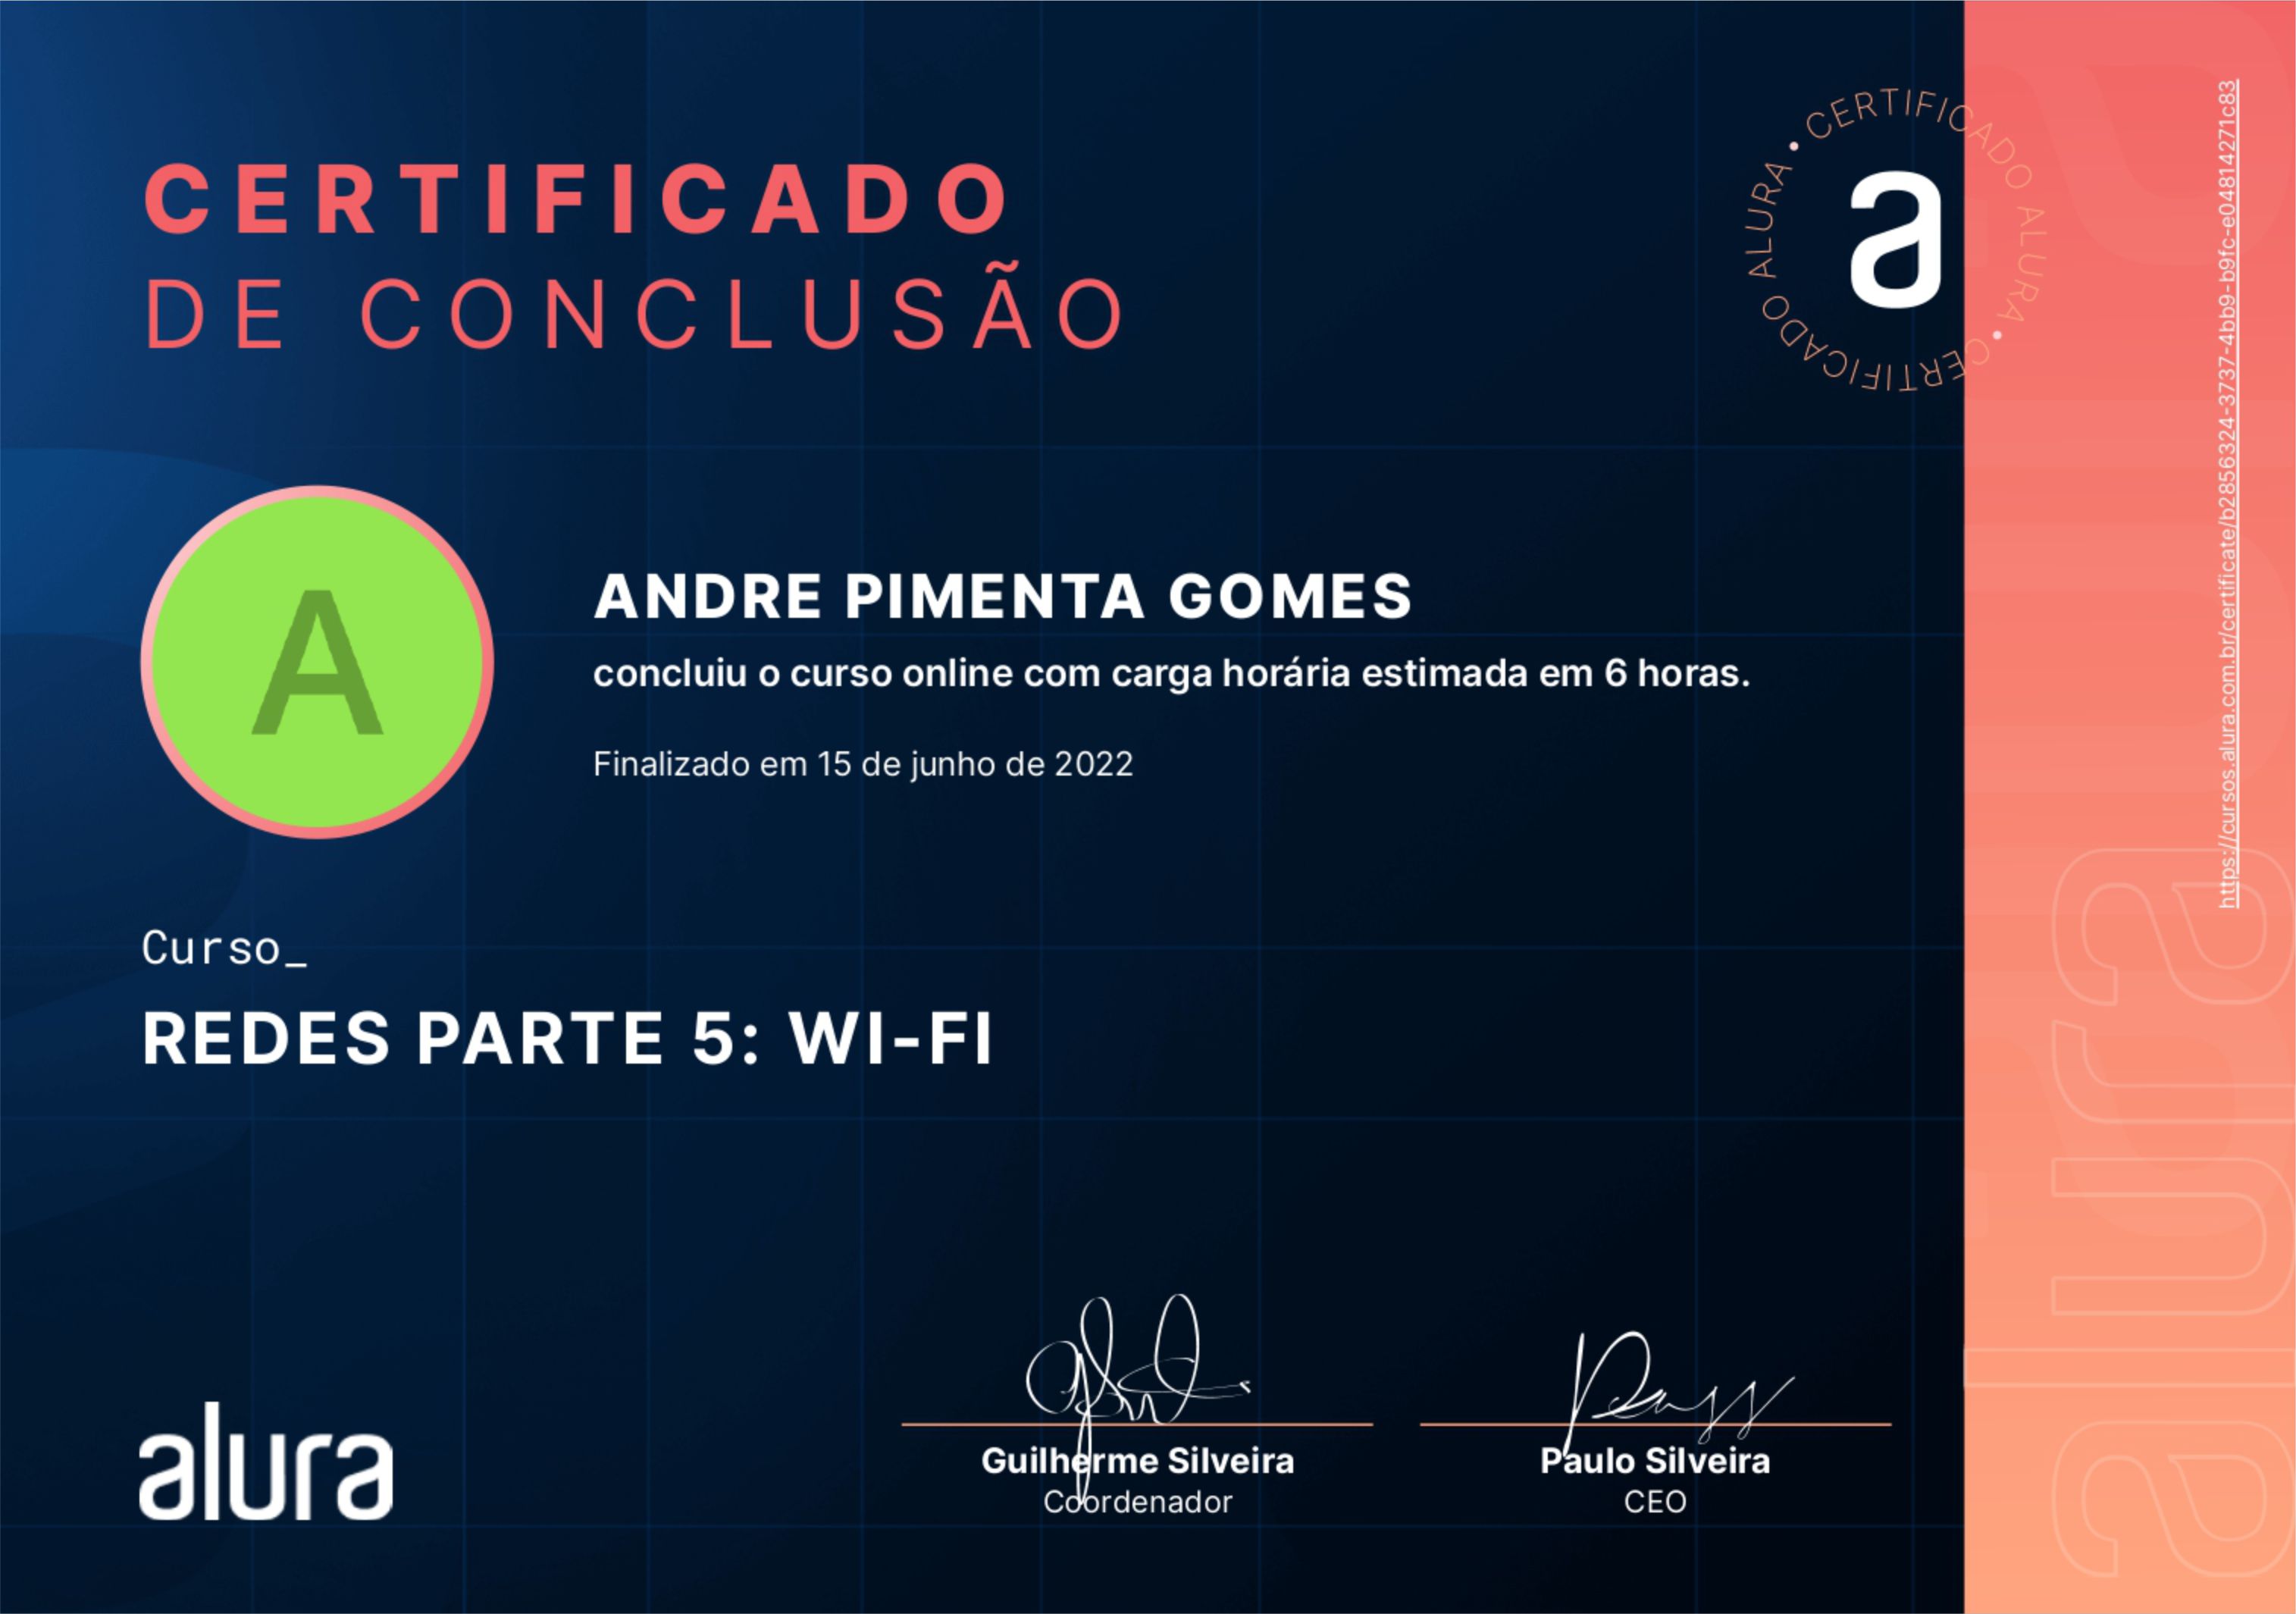 CERTIFICADO
DE CONCLUSÃO
CERTIFICADO ALURA • CERTIFICADO ALURA •
a
https://cursos.alura.com.br/certificate/b2856324-3737-4bb9-b9fc-e04814271c83
A
ANDRE PIMENTA GOMES
concluiu o curso online com carga horária estimada em 6 horas.
Finalizado em 15 de junho de 2022
Curso_
REDES PARTE 5: WI-FI
alura
Guilherme Silveira
Coordenador
Paulo Silveira
CEO
alura